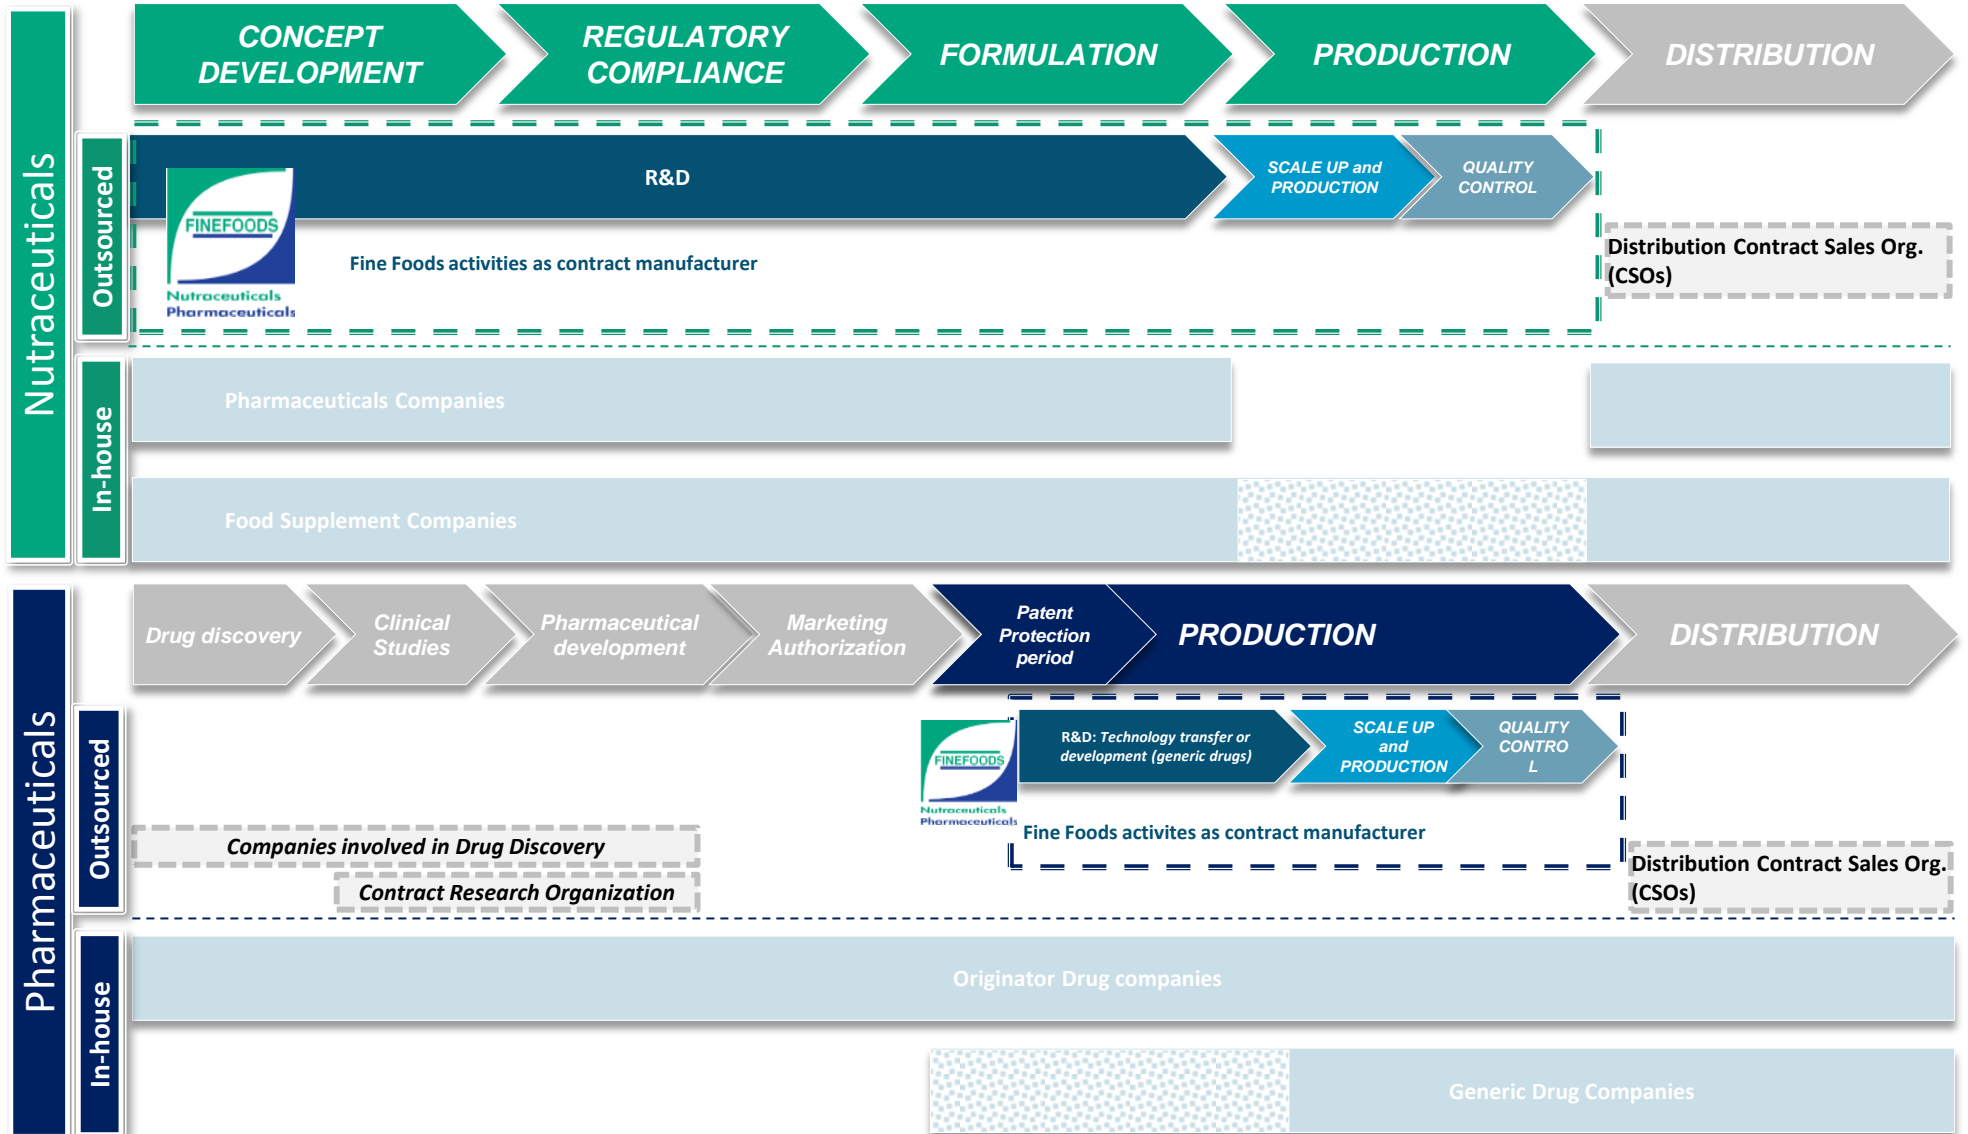 Nutraceuticals
CONCEPT
DEVELOPMENT
REGULATORY
COMPLIANCE
FORMULATION
PRODUCTION
DISTRIBUTION
Outsourced
R&D
SCALE UP and
PRODUCTION
QUALITY
CONTROL
FINEFOODS
Nutraceuticals
Pharmaceuticals
Fine Foods activities as contract manufacturer
Distribution Contract Sales Org.
(CSOs)
In-house
Pharmaceuticals Companies
Food Supplement Companies
Pharmaceuticals
Drug discovery
Clinical
Studies
Pharmaceutical
development
Marketing
Authorization
Patent
Protection
period
PRODUCTION
DISTRIBUTION
Outsourced
FINEFOODS
Nutraceuticals
Pharmaceuticals
R&D: Technology transfer or
development (generic drugs)
SCALE UP
and
PRODUCTION
QUALITY
CONTRO
L
Fine Foods activites as contract manufacturer
Companies involved in Drug Discovery
Contract Research Organization
Distribution Contract Sales Org.
(CSOs)
In-house
Originator Drug companies
Generic Drug Companies